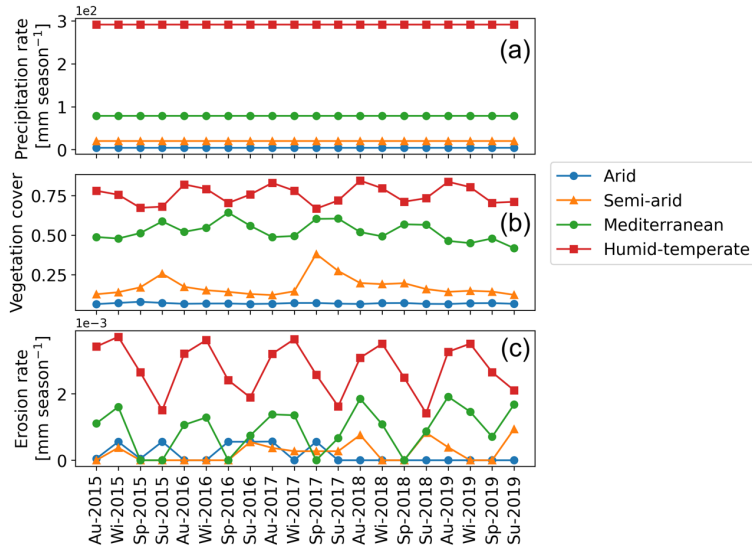 1e2
3
2
1
0
Precipitation rate
[mm season−1]
(a)
0.75
0.50
0.25
Vegetation cover
(b)
1e−3
2
0
Erosion rate
[mm season−1]
(c)
Au-2015
Wi-2015
Sp-2015
Su-2015
Au-2016
Wi-2016
Sp-2016
Su-2016
Au-2017
Wi-2017
Sp-2017
Su-2017
Au-2018
Wi-2018
Sp-2018
Su-2018
Au-2019
Wi-2019
Sp-2019
Su-2019
Arid
Semi-arid
Mediterranean
Humid-temperate